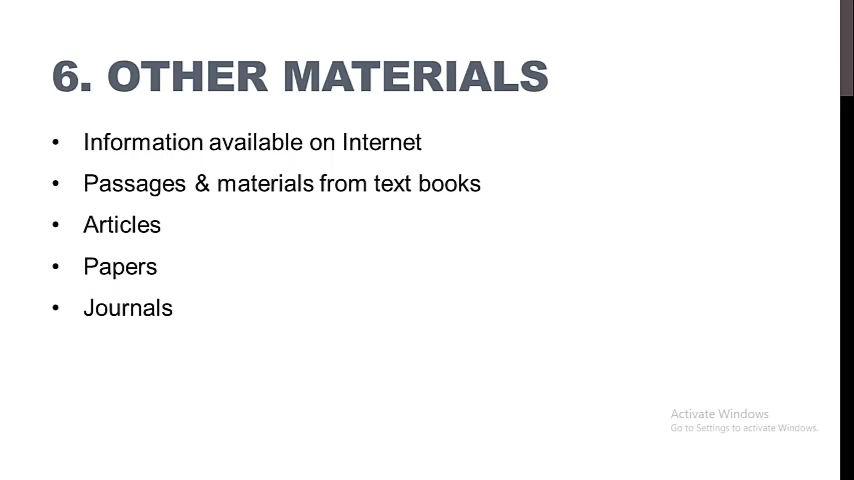 6. OTHER MATERIALS
• Information available on Internet
• Passages & materials from text books
• Articles
• Papers
• Journals
Activate Windows
Go to Settings to activate Windows.